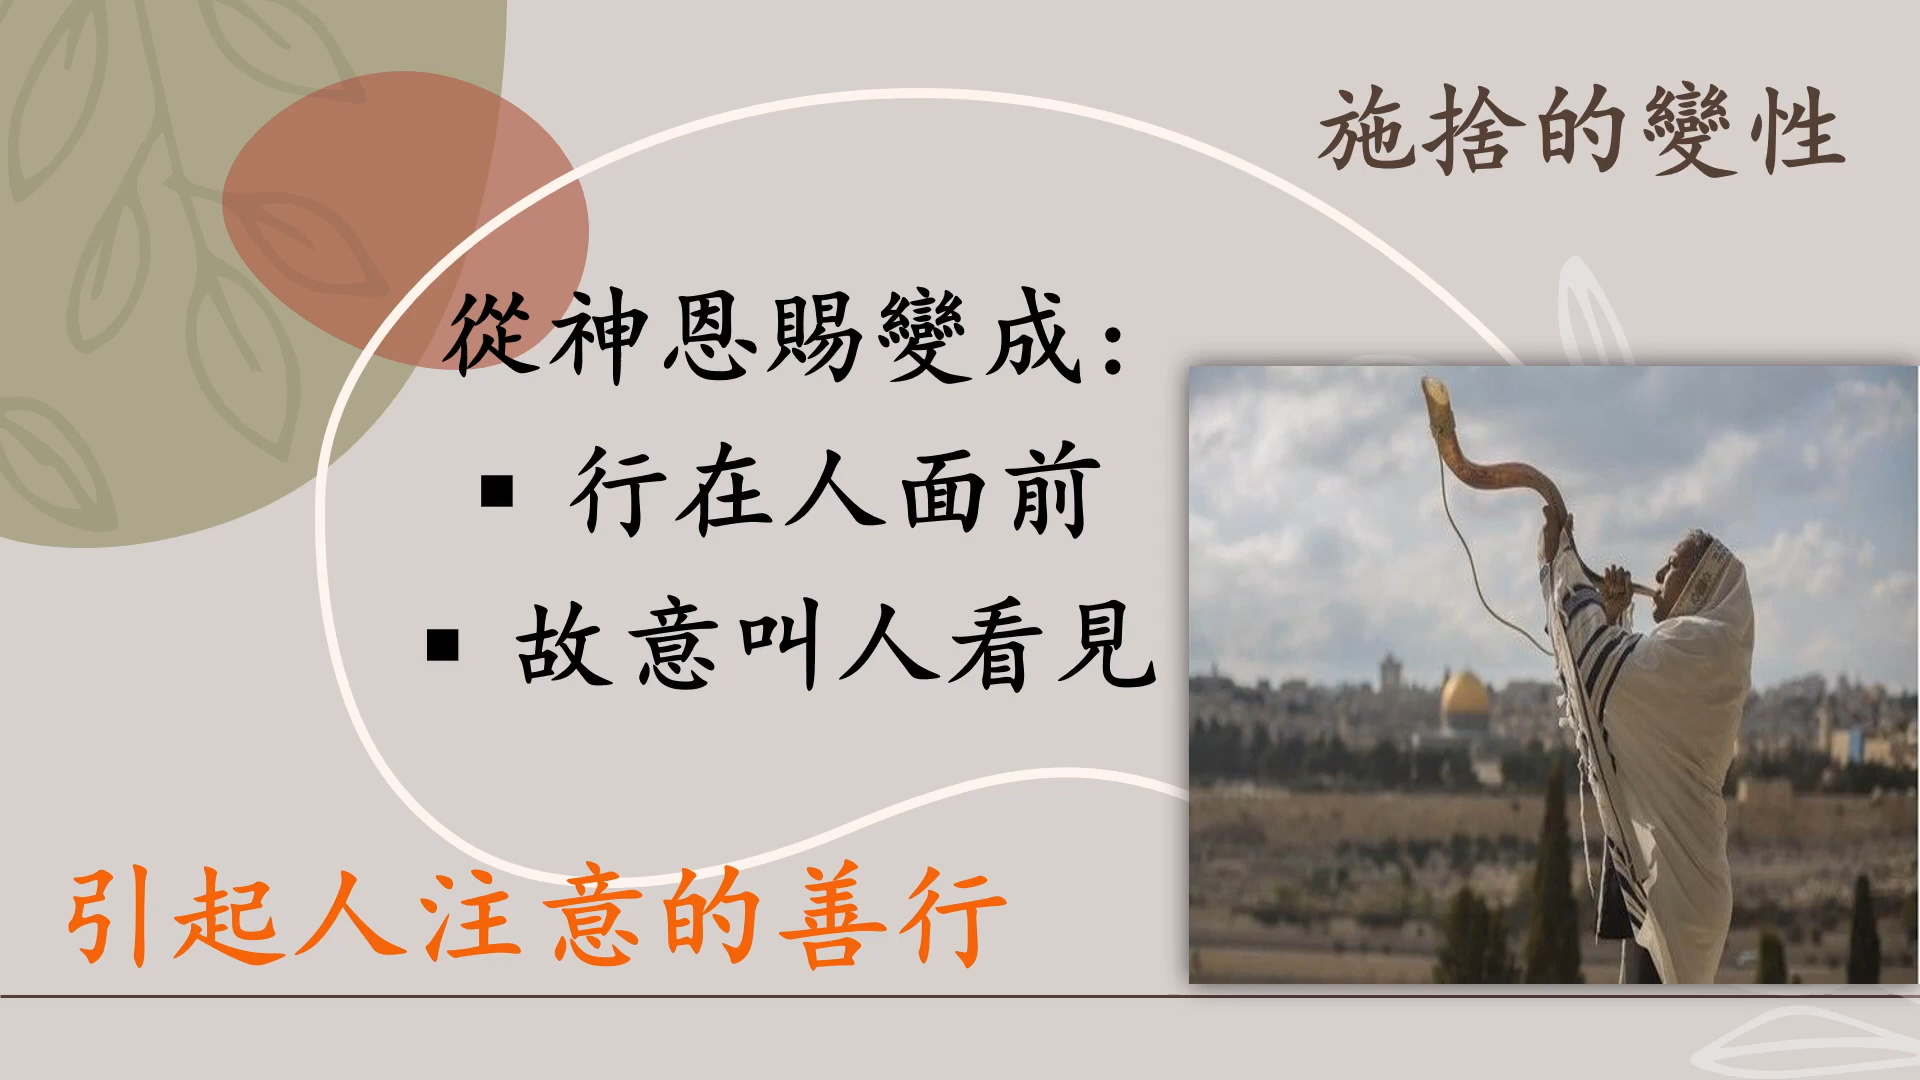 施捨的變性
從神恩賜變成：
▪ 行在人面前
▪ 故意叫人看見
引起人注意的善行